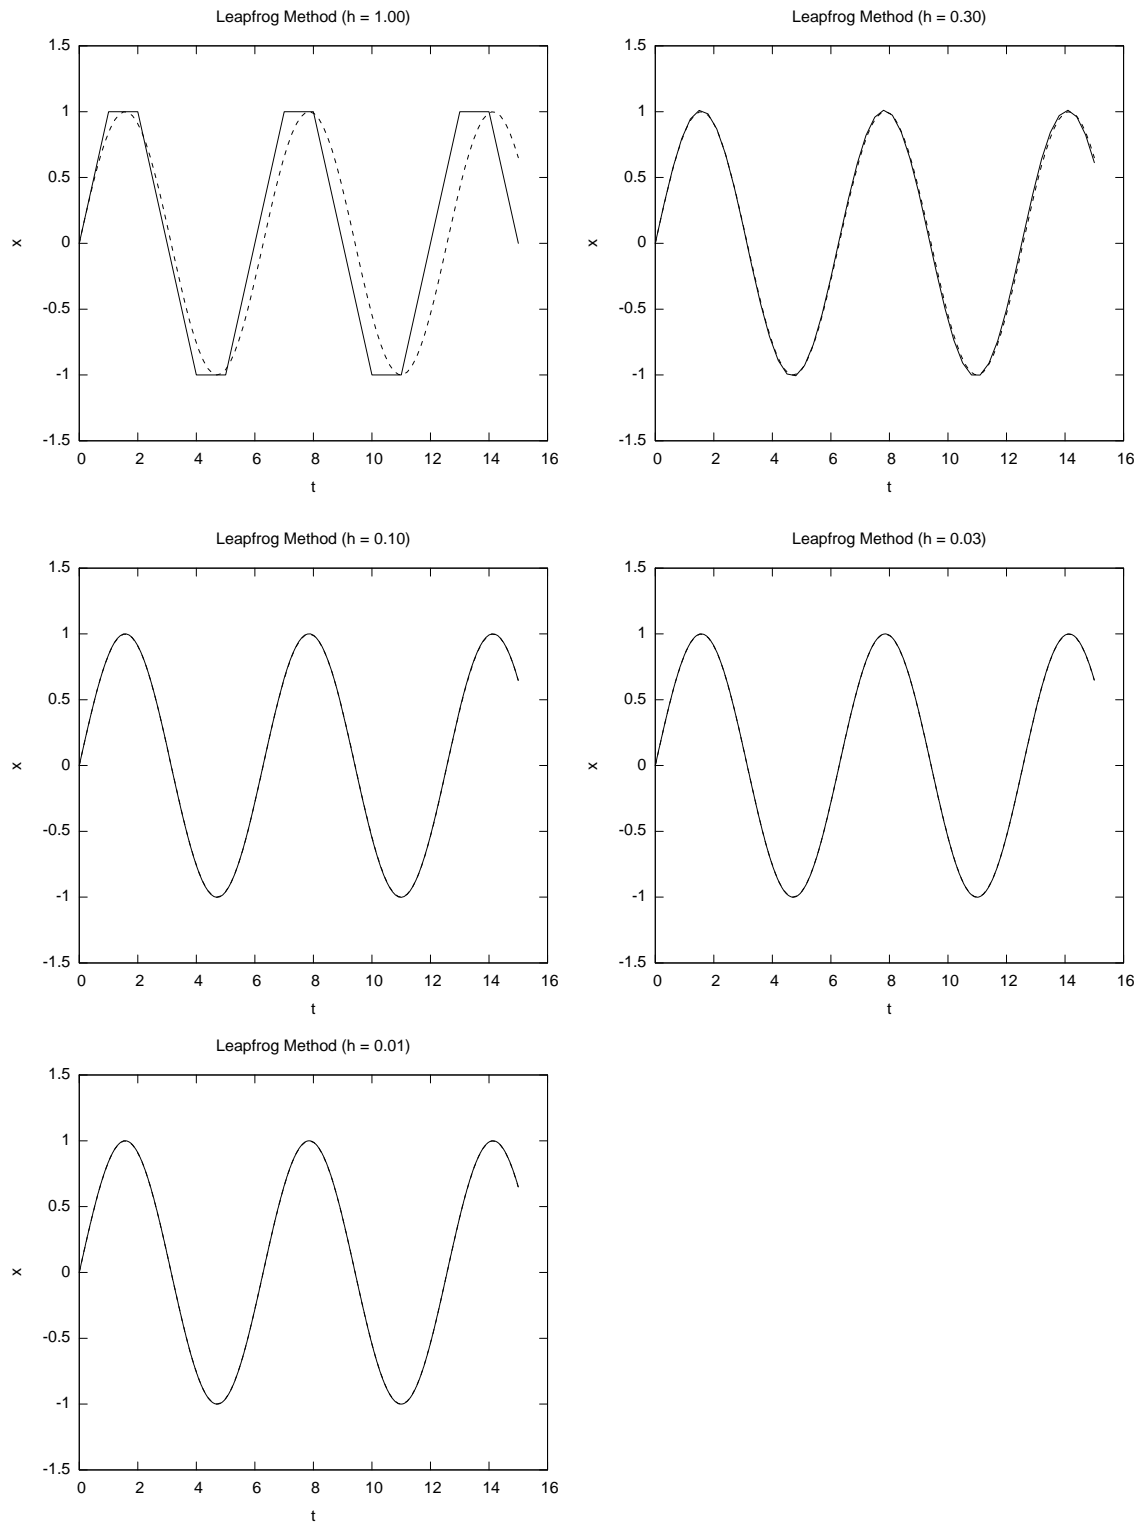 Leapfrog Method (h = 1.00)
1.5
1
0.5
0
-0.5
-1
-1.5
0 2 4 6 8 10 12 14 16
x
t
Leapfrog Method (h = 0.30)
1.5
1
0.5
0
-0.5
-1
-1.5
0 2 4 6 8 10 12 14 16
x
t
Leapfrog Method (h = 0.10)
1.5
1
0.5
0
-0.5
-1
-1.5
0 2 4 6 8 10 12 14 16
x
t
Leapfrog Method (h = 0.03)
1.5
1
0.5
0
-0.5
-1
-1.5
0 2 4 6 8 10 12 14 16
x
t
Leapfrog Method (h = 0.01)
1.5
1
0.5
0
-0.5
-1
-1.5
0 2 4 6 8 10 12 14 16
x
t